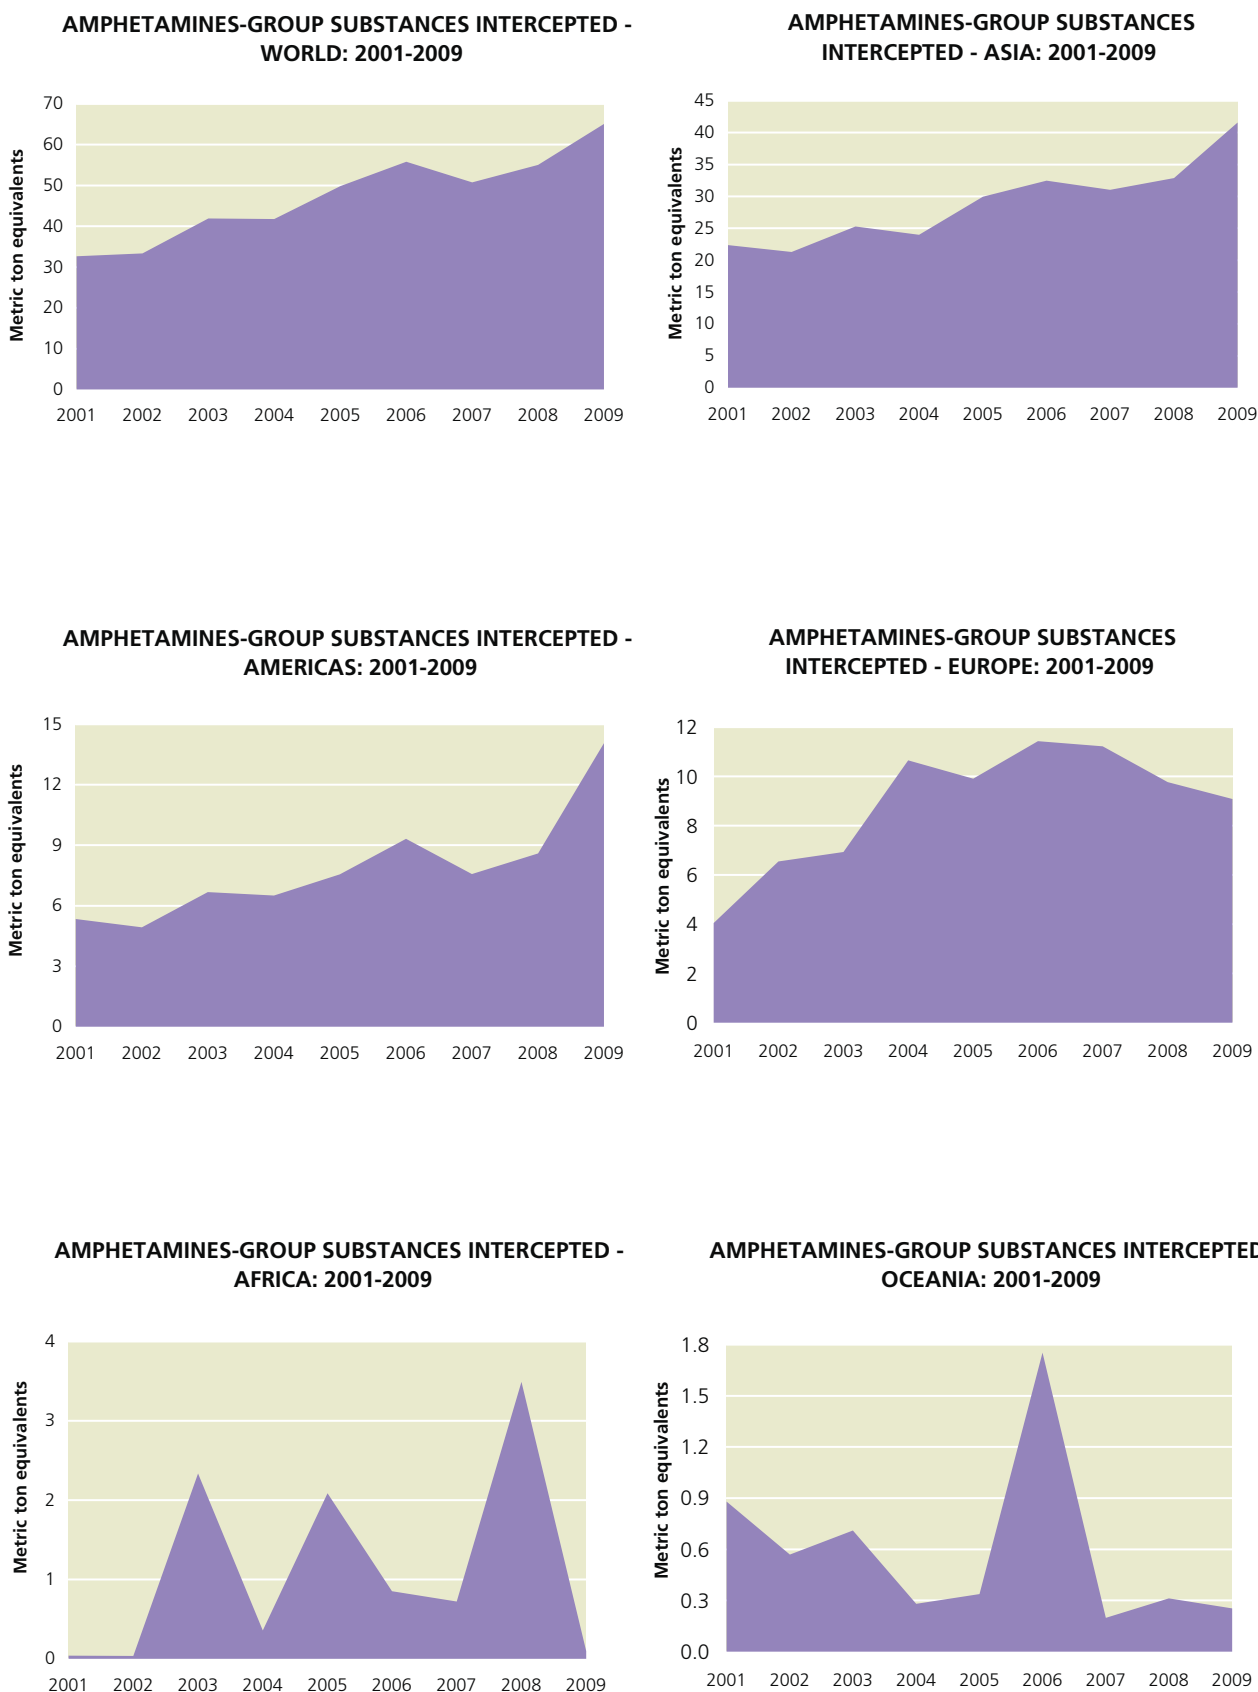 AMPHETAMINES-GROUP SUBSTANCES INTERCEPTED -
WORLD: 2001-2009
Metric ton equivalents
70
60
50
40
30
20
10
0
2001 2002 2003 2004 2005 2006 2007 2008 2009
AMPHETAMINES-GROUP SUBSTANCES
INTERCEPTED - ASIA: 2001-2009
Metric ton equivalents
45
40
35
30
25
20
15
10
5
0
2001 2002 2003 2004 2005 2006 2007 2008 2009
AMPHETAMINES-GROUP SUBSTANCES INTERCEPTED -
AMERICAS: 2001-2009
Metric ton equivalents
15
12
9
6
3
0
2001 2002 2003 2004 2005 2006 2007 2008 2009
AMPHETAMINES-GROUP SUBSTANCES
INTERCEPTED - EUROPE: 2001-2009
Metric ton equivalents
12
10
8
6
4
2
0
2001 2002 2003 2004 2005 2006 2007 2008 2009
AMPHETAMINES-GROUP SUBSTANCES INTERCEPTED -
AFRICA: 2001-2009
Metric ton equivalents
4
3
2
1
0
2001 2002 2003 2004 2005 2006 2007 2008 2009
AMPHETAMINES-GROUP SUBSTANCES INTERCEPTED
OCEANIA: 2001-2009
Metric ton equivalents
1.8
1.5
1.2
0.9
0.6
0.3
0.0
2001 2002 2003 2004 2005 2006 2007 2008 2009